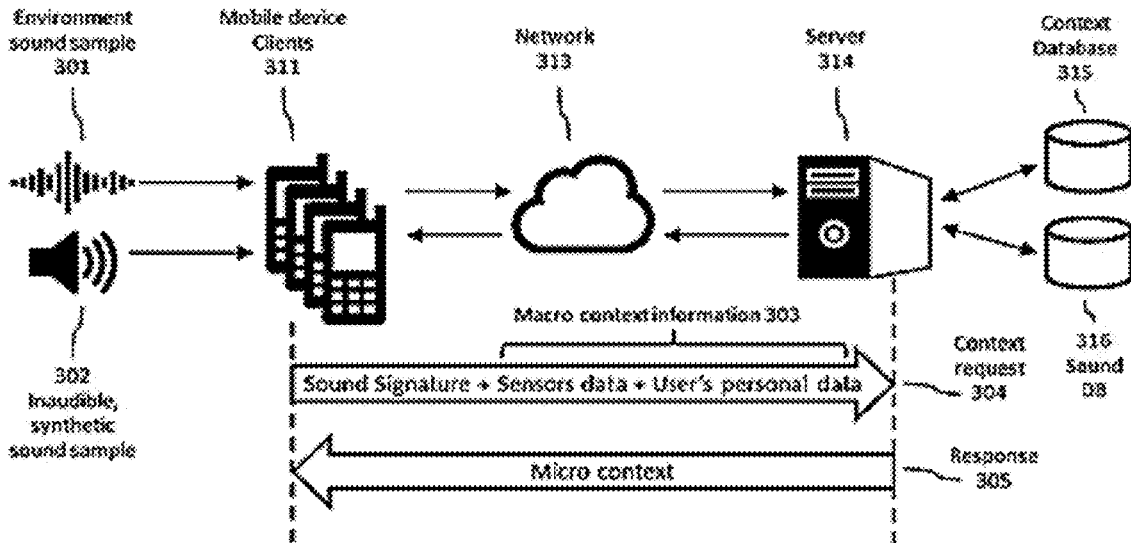 Environment
sound sample
301
Mobile device
Clients
311
Network
313
Server
314
Context
Database
315
302
Inaudible,
synthetic
sound sample
Macro context information 303
Sound Signature + Sensors data + User's personal data
Context
request
304
316
Sound
DB
Micro context
Response
305